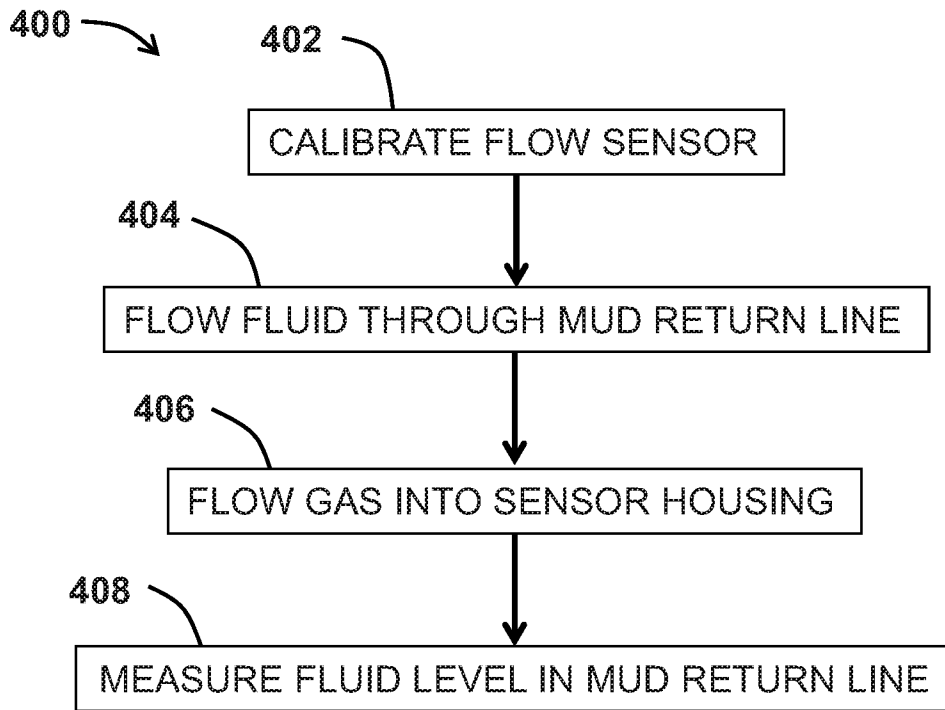 400
402
CALIBRATE FLOW SENSOR
404
FLOW FLUID THROUGH MUD RETURN LINE
406
FLOW GAS INTO SENSOR HOUSING
408
MEASURE FLUID LEVEL IN MUD RETURN LINE